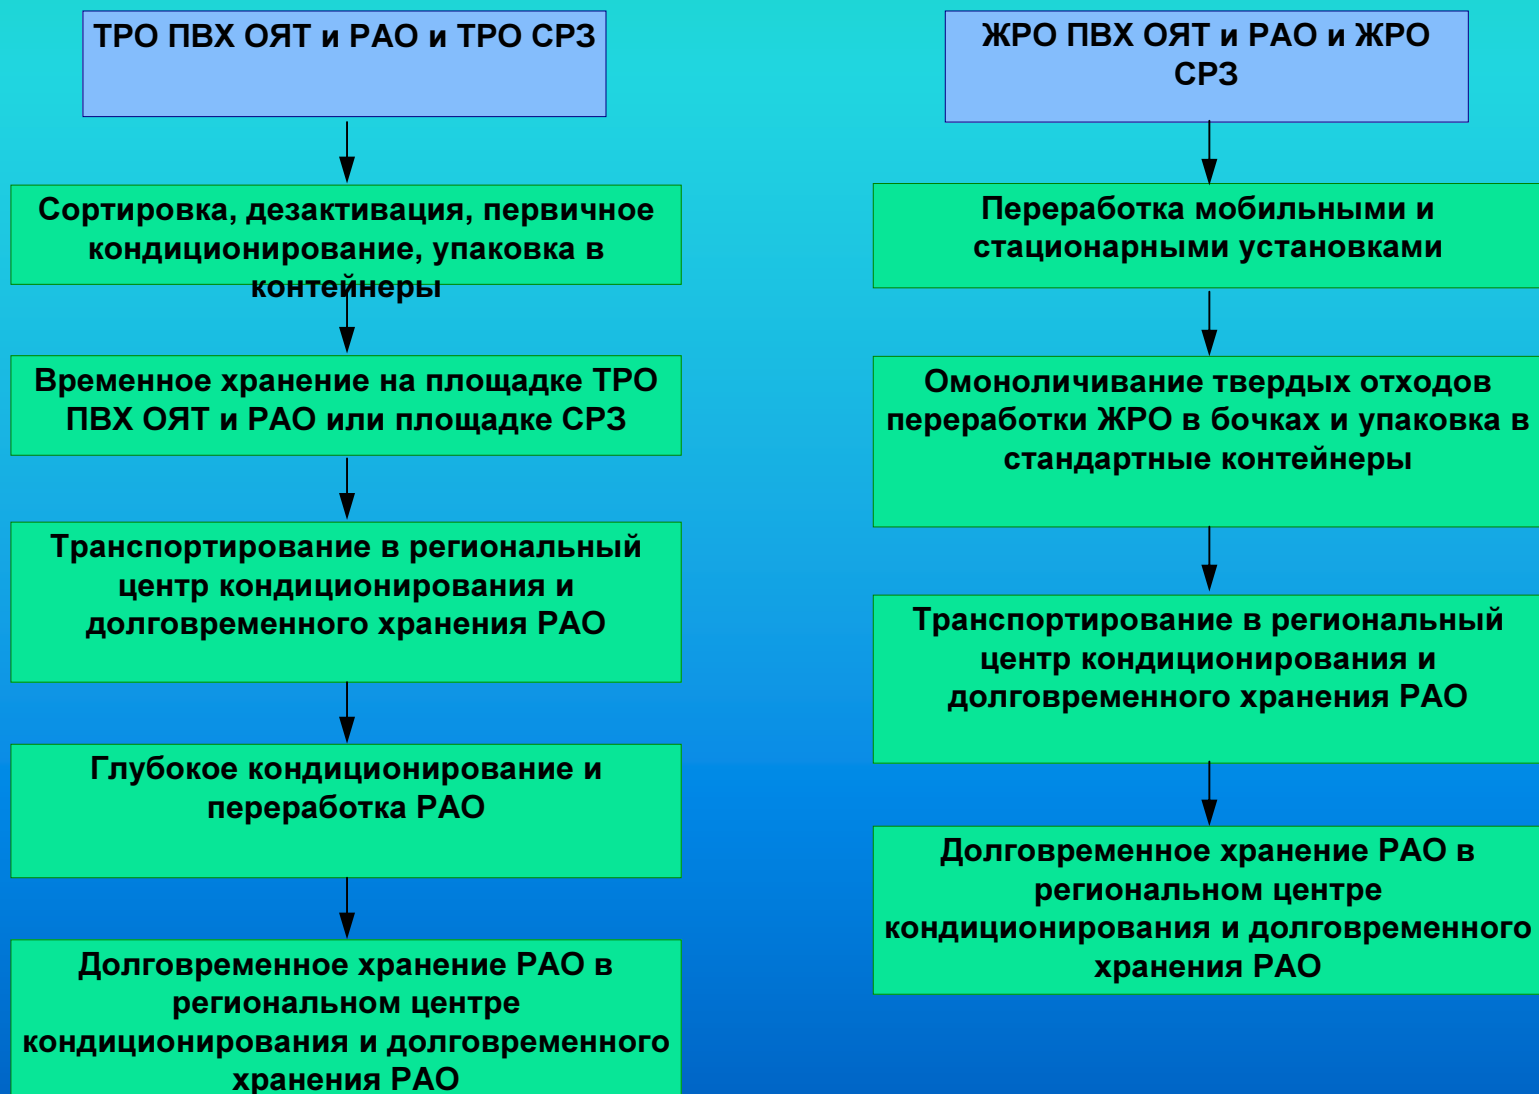 ТРО ПВХ ОЯТ и РАО и ТРО СРЗ
Сортировка, дезактивация, первичное
кондиционирование, упаковка в
контейнеры
Временное хранение на площадке ТРО
ПВХ ОЯТ и РАО или площадке СРЗ
Транспортирование в региональный
центр кондиционирования и
долговременного хранения РАО
Глубокое кондиционирование и
переработка РАО
Долговременное хранение РАО в
региональном центре
кондиционирования и долговременного
хранения РАО
ЖРО ПВХ ОЯТ и РАО и ЖРО
СРЗ
Переработка мобильными и
стационарными установками
Омоноличивание твердых отходов
переработки ЖРО в бочках и упаковка в
стандартные контейнеры
Транспортирование в региональный
центр кондиционирования и
долговременного хранения РАО
Долговременное хранение РАО в
региональном центре
кондиционирования и долговременного
хранения РАО